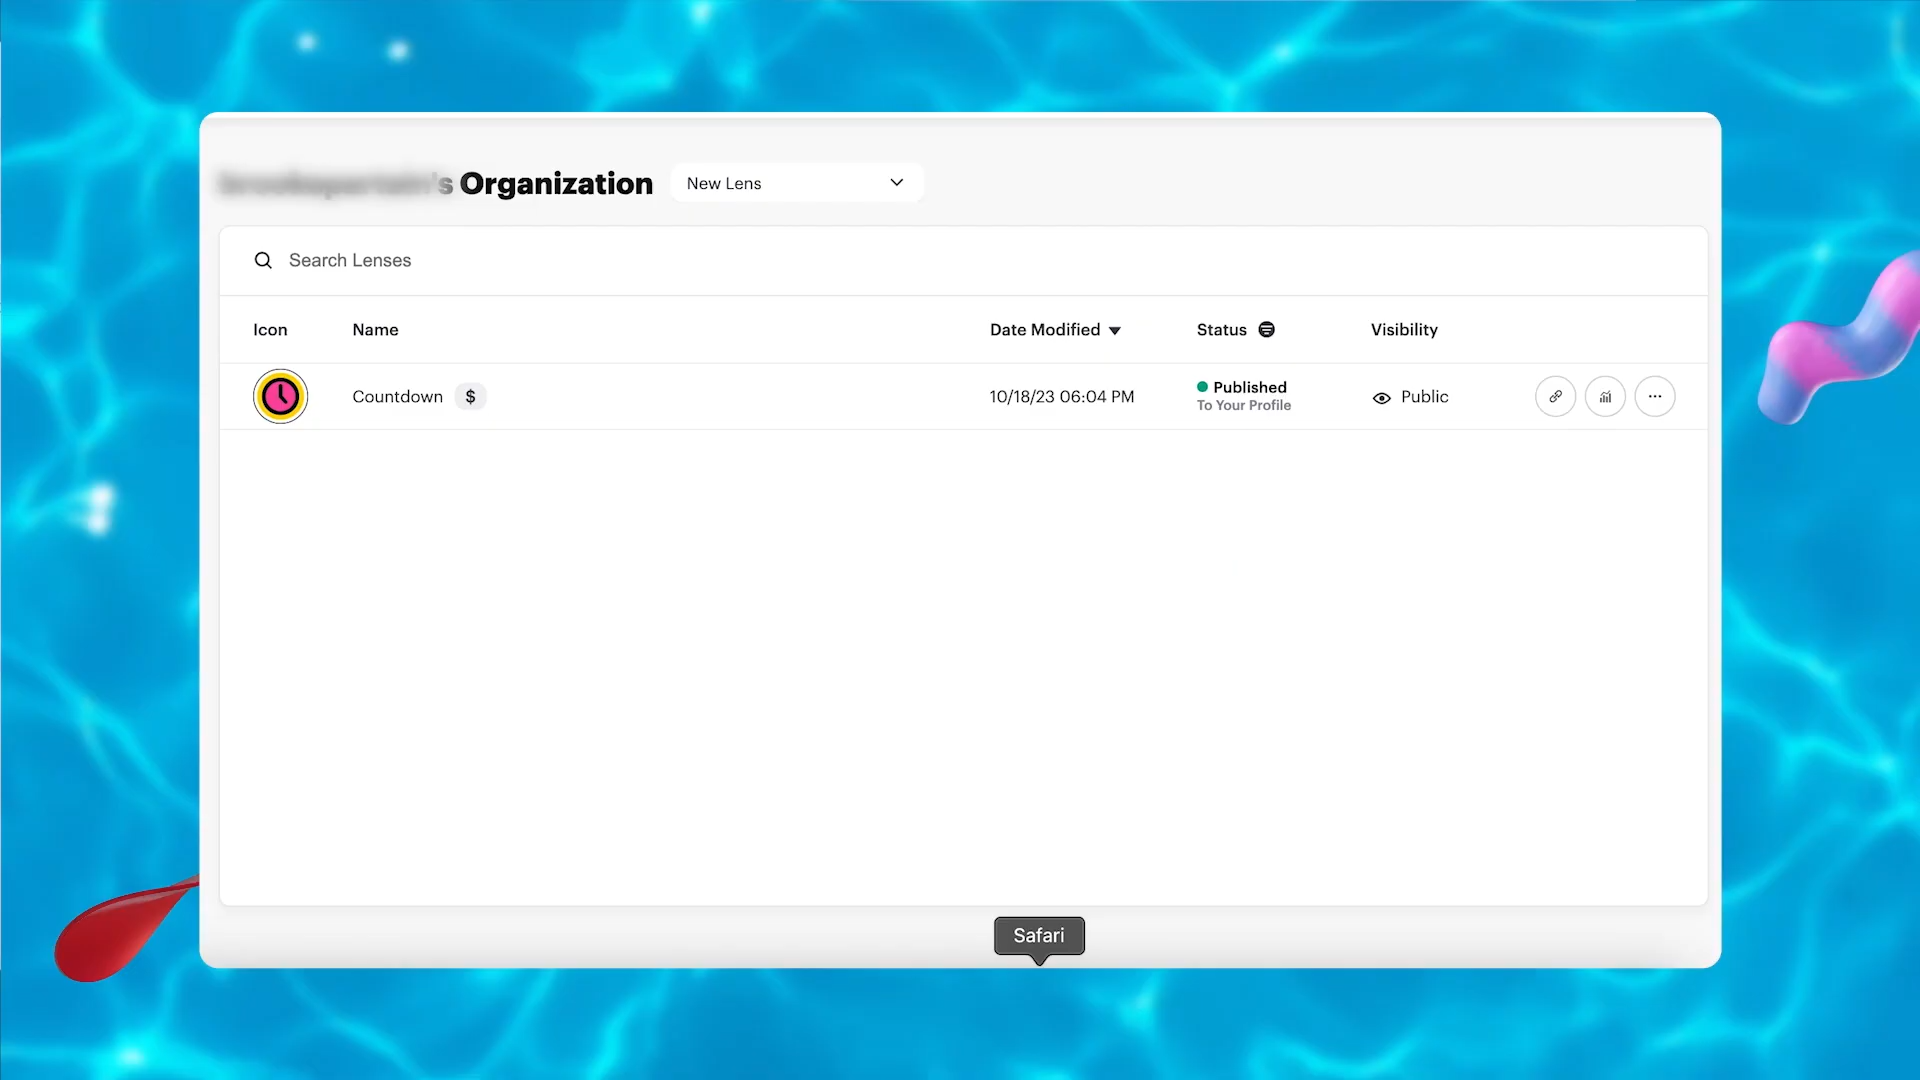 Organization
New Lens
Search Lenses
Icon Name Date Modified Status Visibility
Countdown $ 10/18/23 06:04 PM Published Public
To Your Profile
Safari